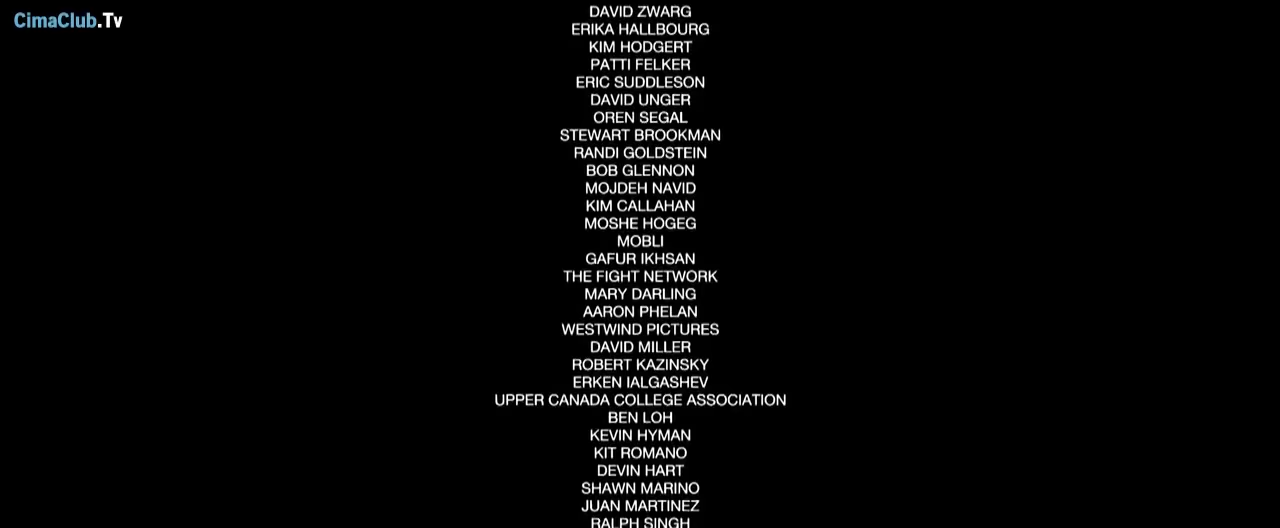 CimaClub.Tv
DAVID ZWARG
ERIKA HALLBOURG
KIM HODGERT
PATTI FELKER
ERIC SUDDLESON
DAVID UNGER
OREN SEGAL
STEWART BROOKMAN
RANDI GOLDSTEIN
BOB GLENNON
MOJDEH NAVID
KIM CALLAHAN
MOSHE HOGEG
MOBLI
GAFUR IKHSAN
THE FIGHT NETWORK
MARY DARLING
AARON PHELAN
WESTWIND PICTURES
DAVID MILLER
ROBERT KAZINSKY
ERKEN IALGASHEV
UPPER CANADA COLLEGE ASSOCIATION
BEN LOH
KEVIN HYMAN
KIT ROMANO
DEVIN HART
SHAWN MARINO
JUAN MARTINEZ
RALPH SINGH